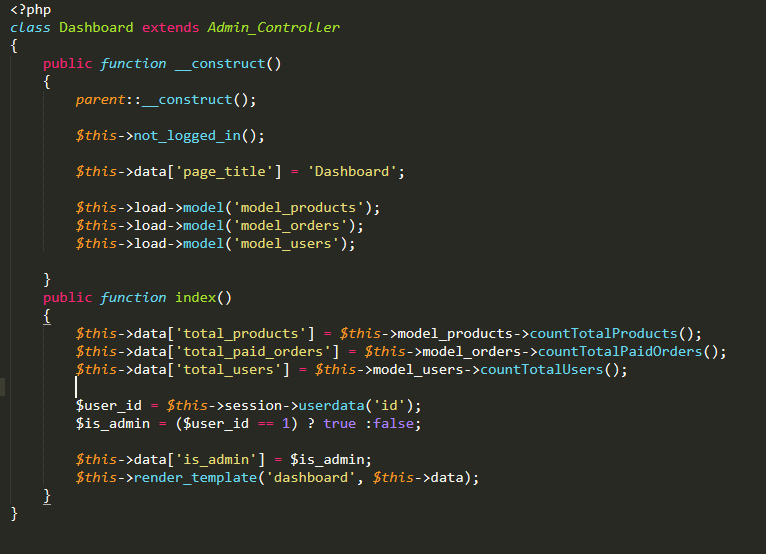 <?php
class Dashboard extends Admin_Controller
{
    public function __construct()
    {
        parent::__construct();

        $this->not_logged_in();

        $this->data['page_title'] = 'Dashboard';

        $this->load->model('model_products');
        $this->load->model('model_orders');
        $this->load->model('model_users');

    }
    public function index()
    {
        $this->data['total_products'] = $this->model_products->countTotalProducts();
        $this->data['total_paid_orders'] = $this->model_orders->countTotalPaidOrders();
        $this->data['total_users'] = $this->model_users->countTotalUsers();

        $user_id = $this->session->userdata('id');
        $is_admin = ($user_id == 1) ? true :false;

        $this->data['is_admin'] = $is_admin;
        $this->render_template('dashboard', $this->data);
    }
}